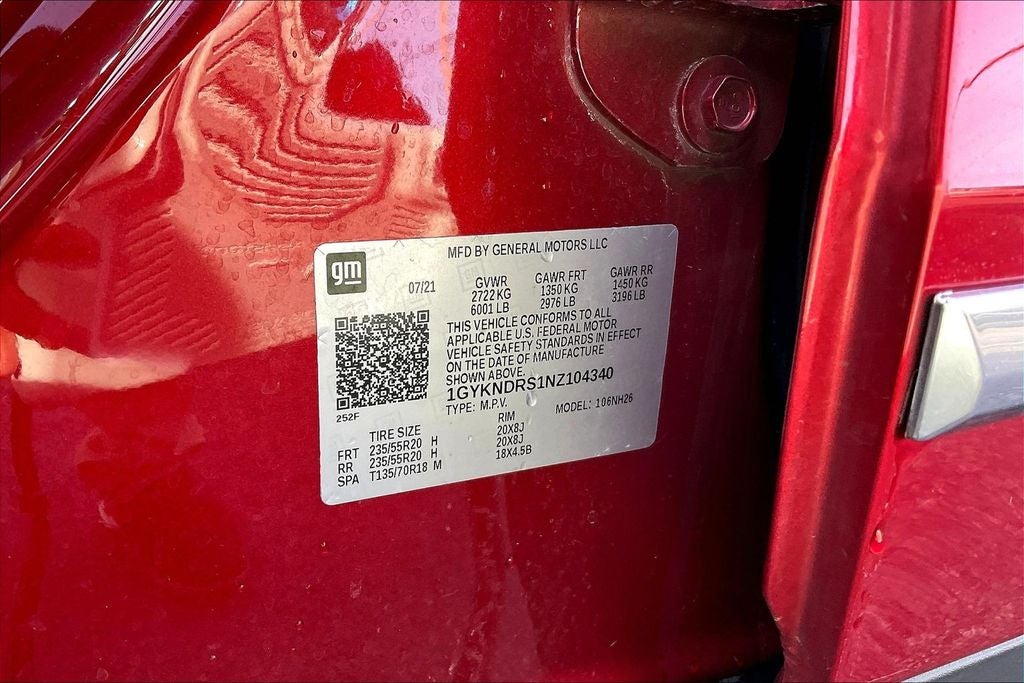 MFD BY GENERAL MOTORS LLC
gm
07/21
GVWR GAWR FRT GAWR RR
2722 KG 1350 KG 1450 KG
6001 LB 2976 LB 3196 LB
THIS VEHICLE CONFORMS TO ALL
APPLICABLE U.S. FEDERAL MOTOR
VEHICLE SAFETY STANDARDS IN EFFECT
ON THE DATE OF MANUFACTURE
SHOWN ABOVE.
1GYKNDRS1NZ104340
TYPE: M.P.V. MODEL: 106NH26
252F
TIRE SIZE RIM
FRT 235/55R20 H 20X8J
RR 235/55R20 H 20X8J
SPA T135/70R18 M 18X4.5B